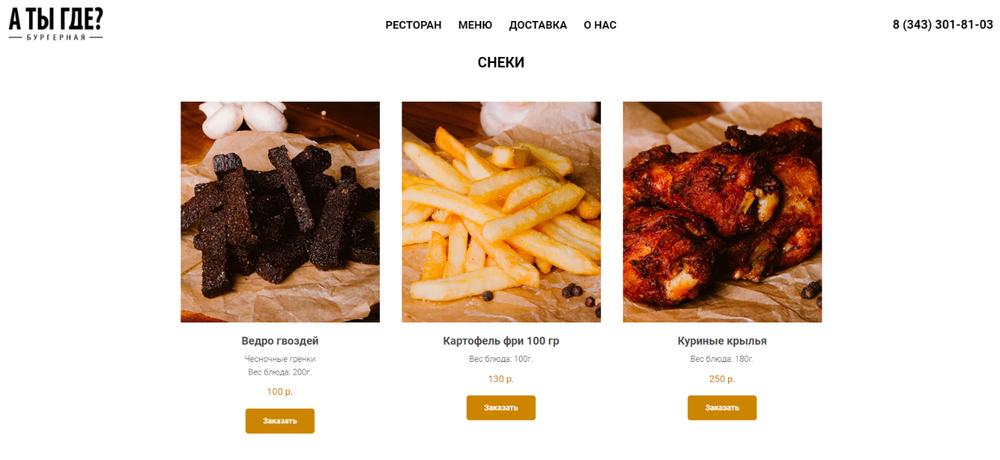 А ТЫ ГДЕ?
БУРГЕРНАЯ
РЕСТОРАН МЕНЮ ДОСТАВКА О НАС
8 (343) 301-81-03
СНЕКИ
Ведро гвоздей
Чесночные гренки
Вес блюда: 200г.
100 р.
Заказать
Картофель фри 100 гр
Вес блюда: 100г.
130 р.
Заказать
Куриные крылья
Вес блюда: 180г.
250 р.
Заказать